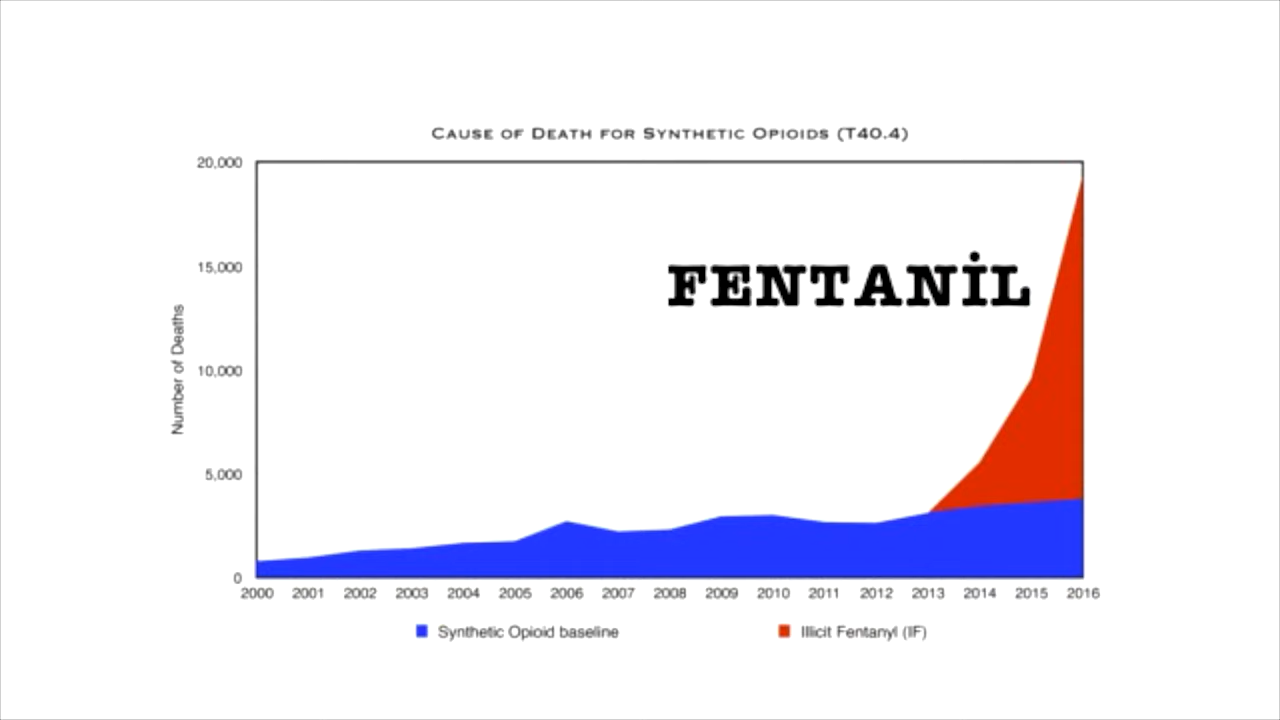 Cause of Death for Synthetic Opioids (T40.4)
20,000
15,000
10,000
5,000
0
Number of Deaths
FENTANİL
2000 2001 2002 2003 2004 2005 2006 2007 2008 2009 2010 2011 2012 2013 2014 2015 2016
Synthetic Opioid baseline Illicit Fentanyl (IF)